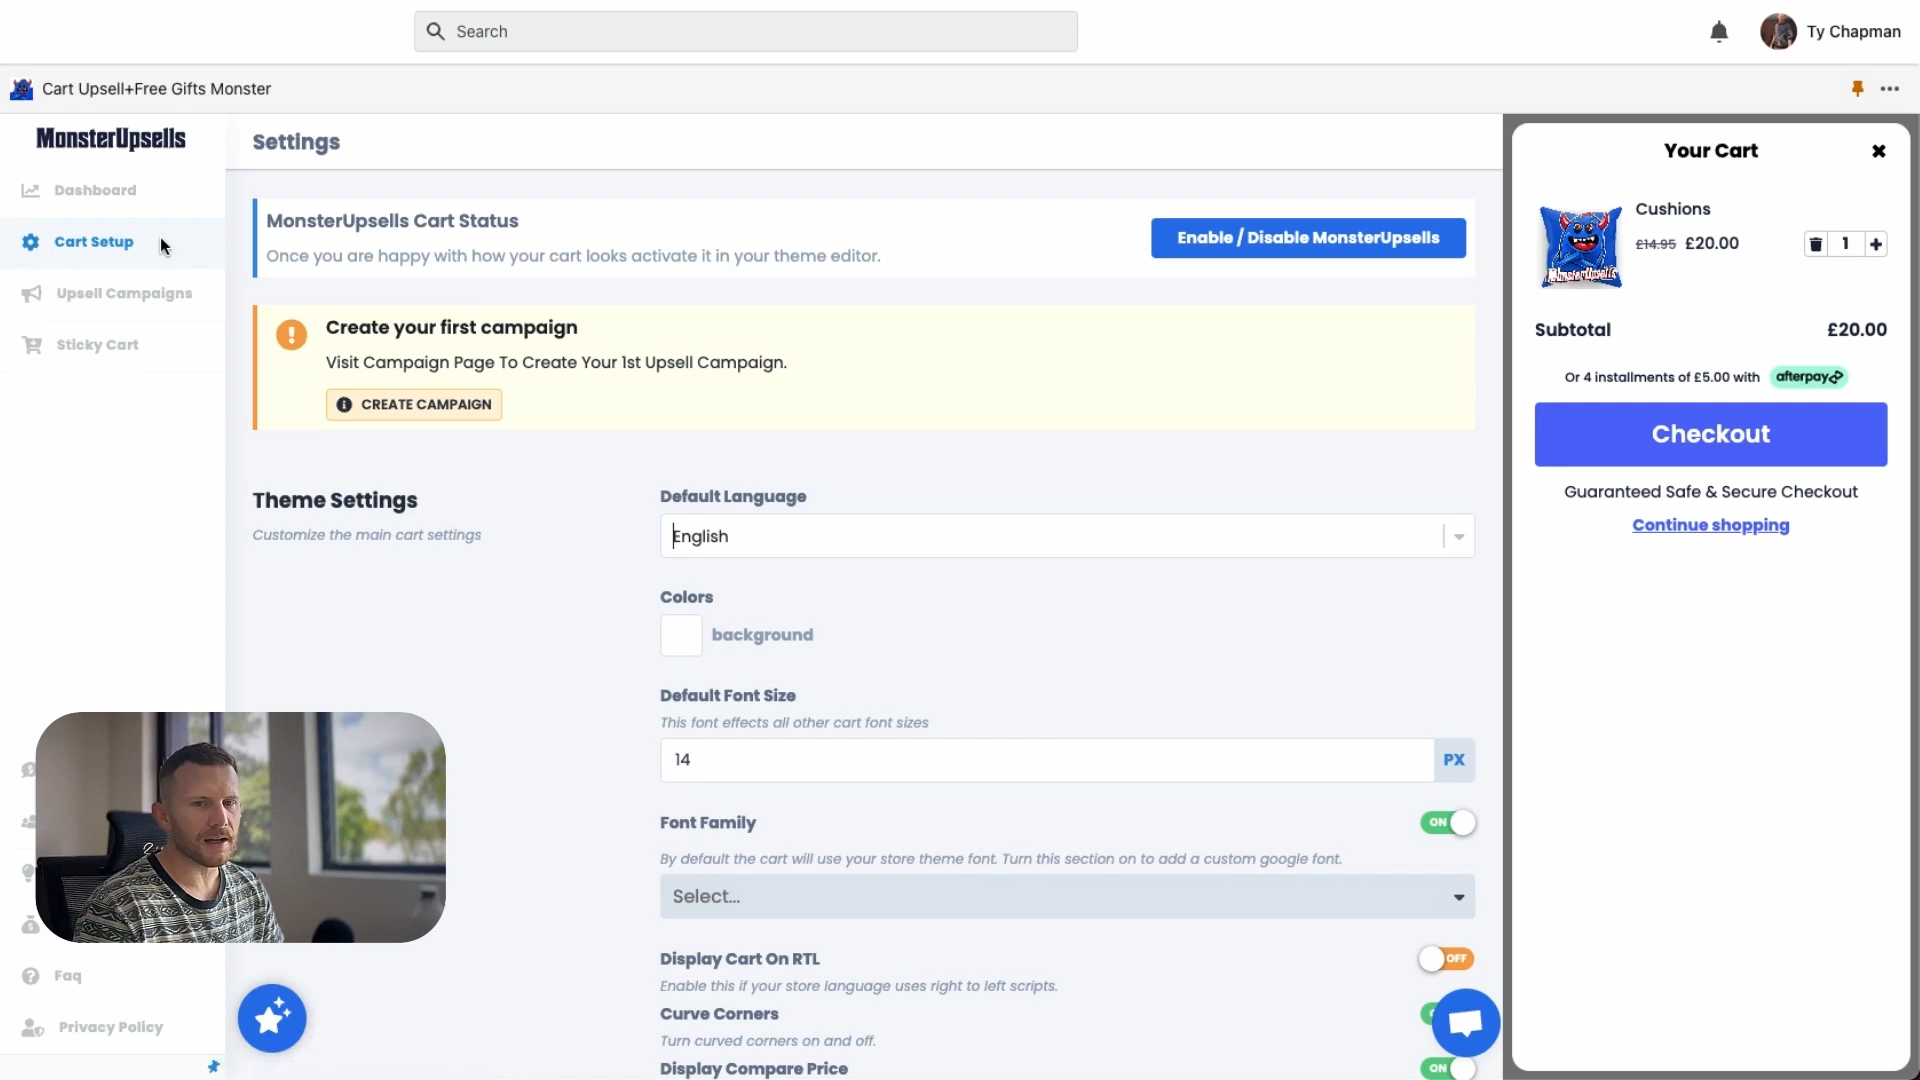 Search
Ty Chapman
Cart Upsell+Free Gifts Monster
MonsterUpsells
Dashboard
Cart Setup
Upsell Campaigns
Sticky Cart
Faq
Privacy Policy
Settings
MonsterUpsells Cart Status
Once you are happy with how your cart looks activate it in your theme editor.
Enable / Disable MonsterUpsells
Create your first campaign
Visit Campaign Page To Create Your 1st Upsell Campaign.
CREATE CAMPAIGN
Theme Settings
Customize the main cart settings
Default Language
English
Colors
background
Default Font Size
This font effects all other cart font sizes
14
PX
Font Family
ON
By default the cart will use your store theme font. Turn this section on to add a custom google font.
Select...
Display Cart On RTL
OFF
Enable this if your store language uses right to left scripts.
Curve Corners
Turn curved corners on and off.
Display Compare Price
ON
Your Cart
MonsterUpsells
Cushions
£14.95 £20.00
1
Subtotal £20.00
Or 4 installments of £5.00 with afterpay
Checkout
Guaranteed Safe & Secure Checkout
Continue shopping